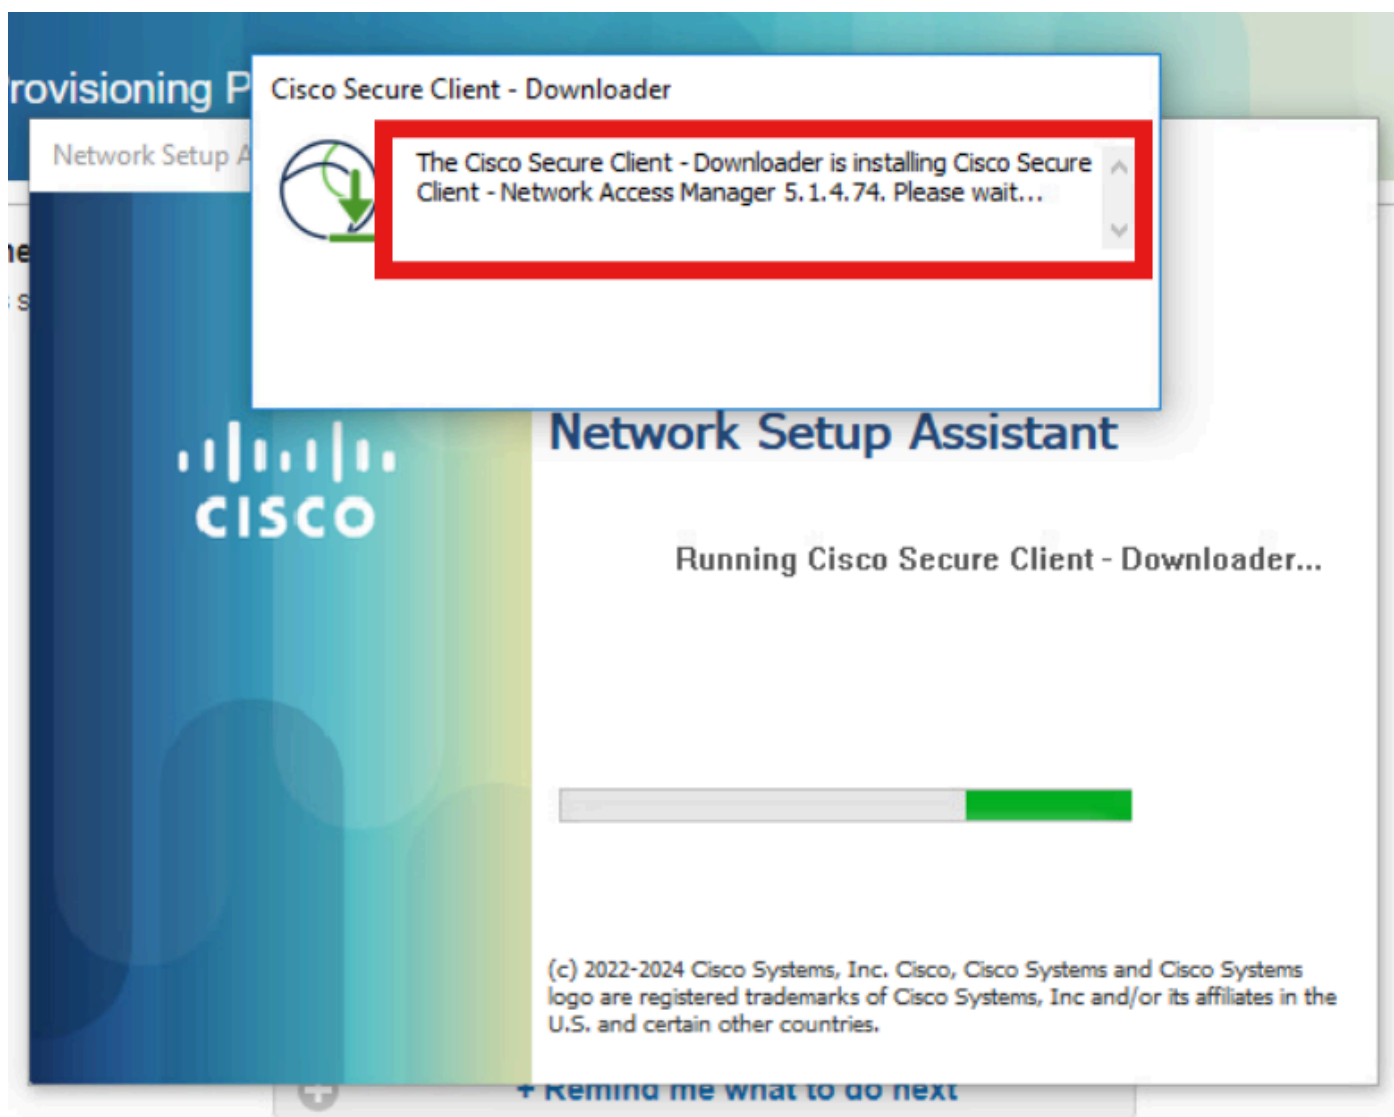 rovisioning P
Cisco Secure Client - Downloader
Network Setup A
The Cisco Secure Client - Downloader is installing Cisco Secure
Client - Network Access Manager 5.1.4.74. Please wait...
ne
s
CISCO
Network Setup Assistant
Running Cisco Secure Client - Downloader...
(c) 2022-2024 Cisco Systems, Inc. Cisco, Cisco Systems and Cisco Systems
logo are registered trademarks of Cisco Systems, Inc and/or its affiliates in the
U.S. and certain other countries.
+ Remind me what to do next